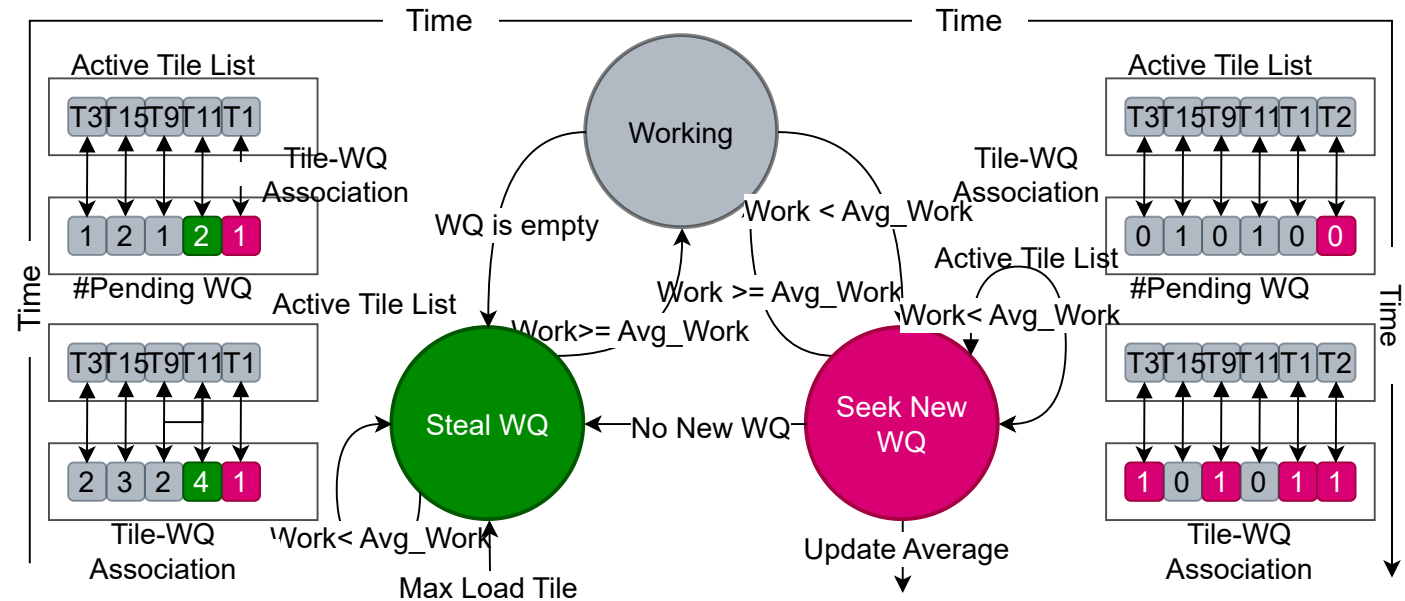 Time
Time
Active Tile List
T3 T15 T9 T11 T1
Tile-WQ
Association
1 2 1 2 1
#Pending WQ
Time
Active Tile List
T3 T15 T9 T11 T1
2 3 2 4 1
Tile-WQ
Association
Working
WQ is empty
Work < Avg_Work
Work >= Avg_Work
Work>= Avg_Work
Steal WQ
No New WQ
Seek New
WQ
Work< Avg_Work
Max Load Tile
Update Average
Work< Avg_Work
Active Tile List
Active Tile List
T3 T15 T9 T11 T1 T2
Tile-WQ
Association
0 1 0 1 0 0
#Pending WQ
Time
T3 T15 T9 T11 T1 T2
1 0 1 0 1 1
Tile-WQ
Association